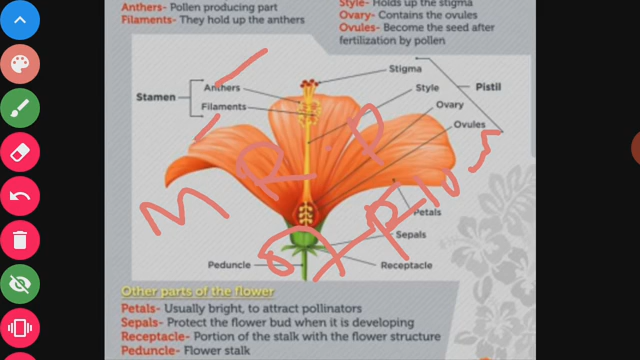 Anthers- Pollen producing part
Filaments- They hold up the anthers
Style- Holds up the stigma
Ovary- Contains the ovules
Ovules- Become the seed after
fertilization by pollen
Stigma
Anthers
Style
Pistil
Stamen
Filaments
Ovary
Ovules
Petals
Sepals
Peduncle
Receptacle
Other parts of the flower
Petals- Usually bright, to attract pollinators
Sepals- Protect the flower bud when it is developing
Receptacle- Portion of the stalk with the flower structure
Peduncle- Flower stalk